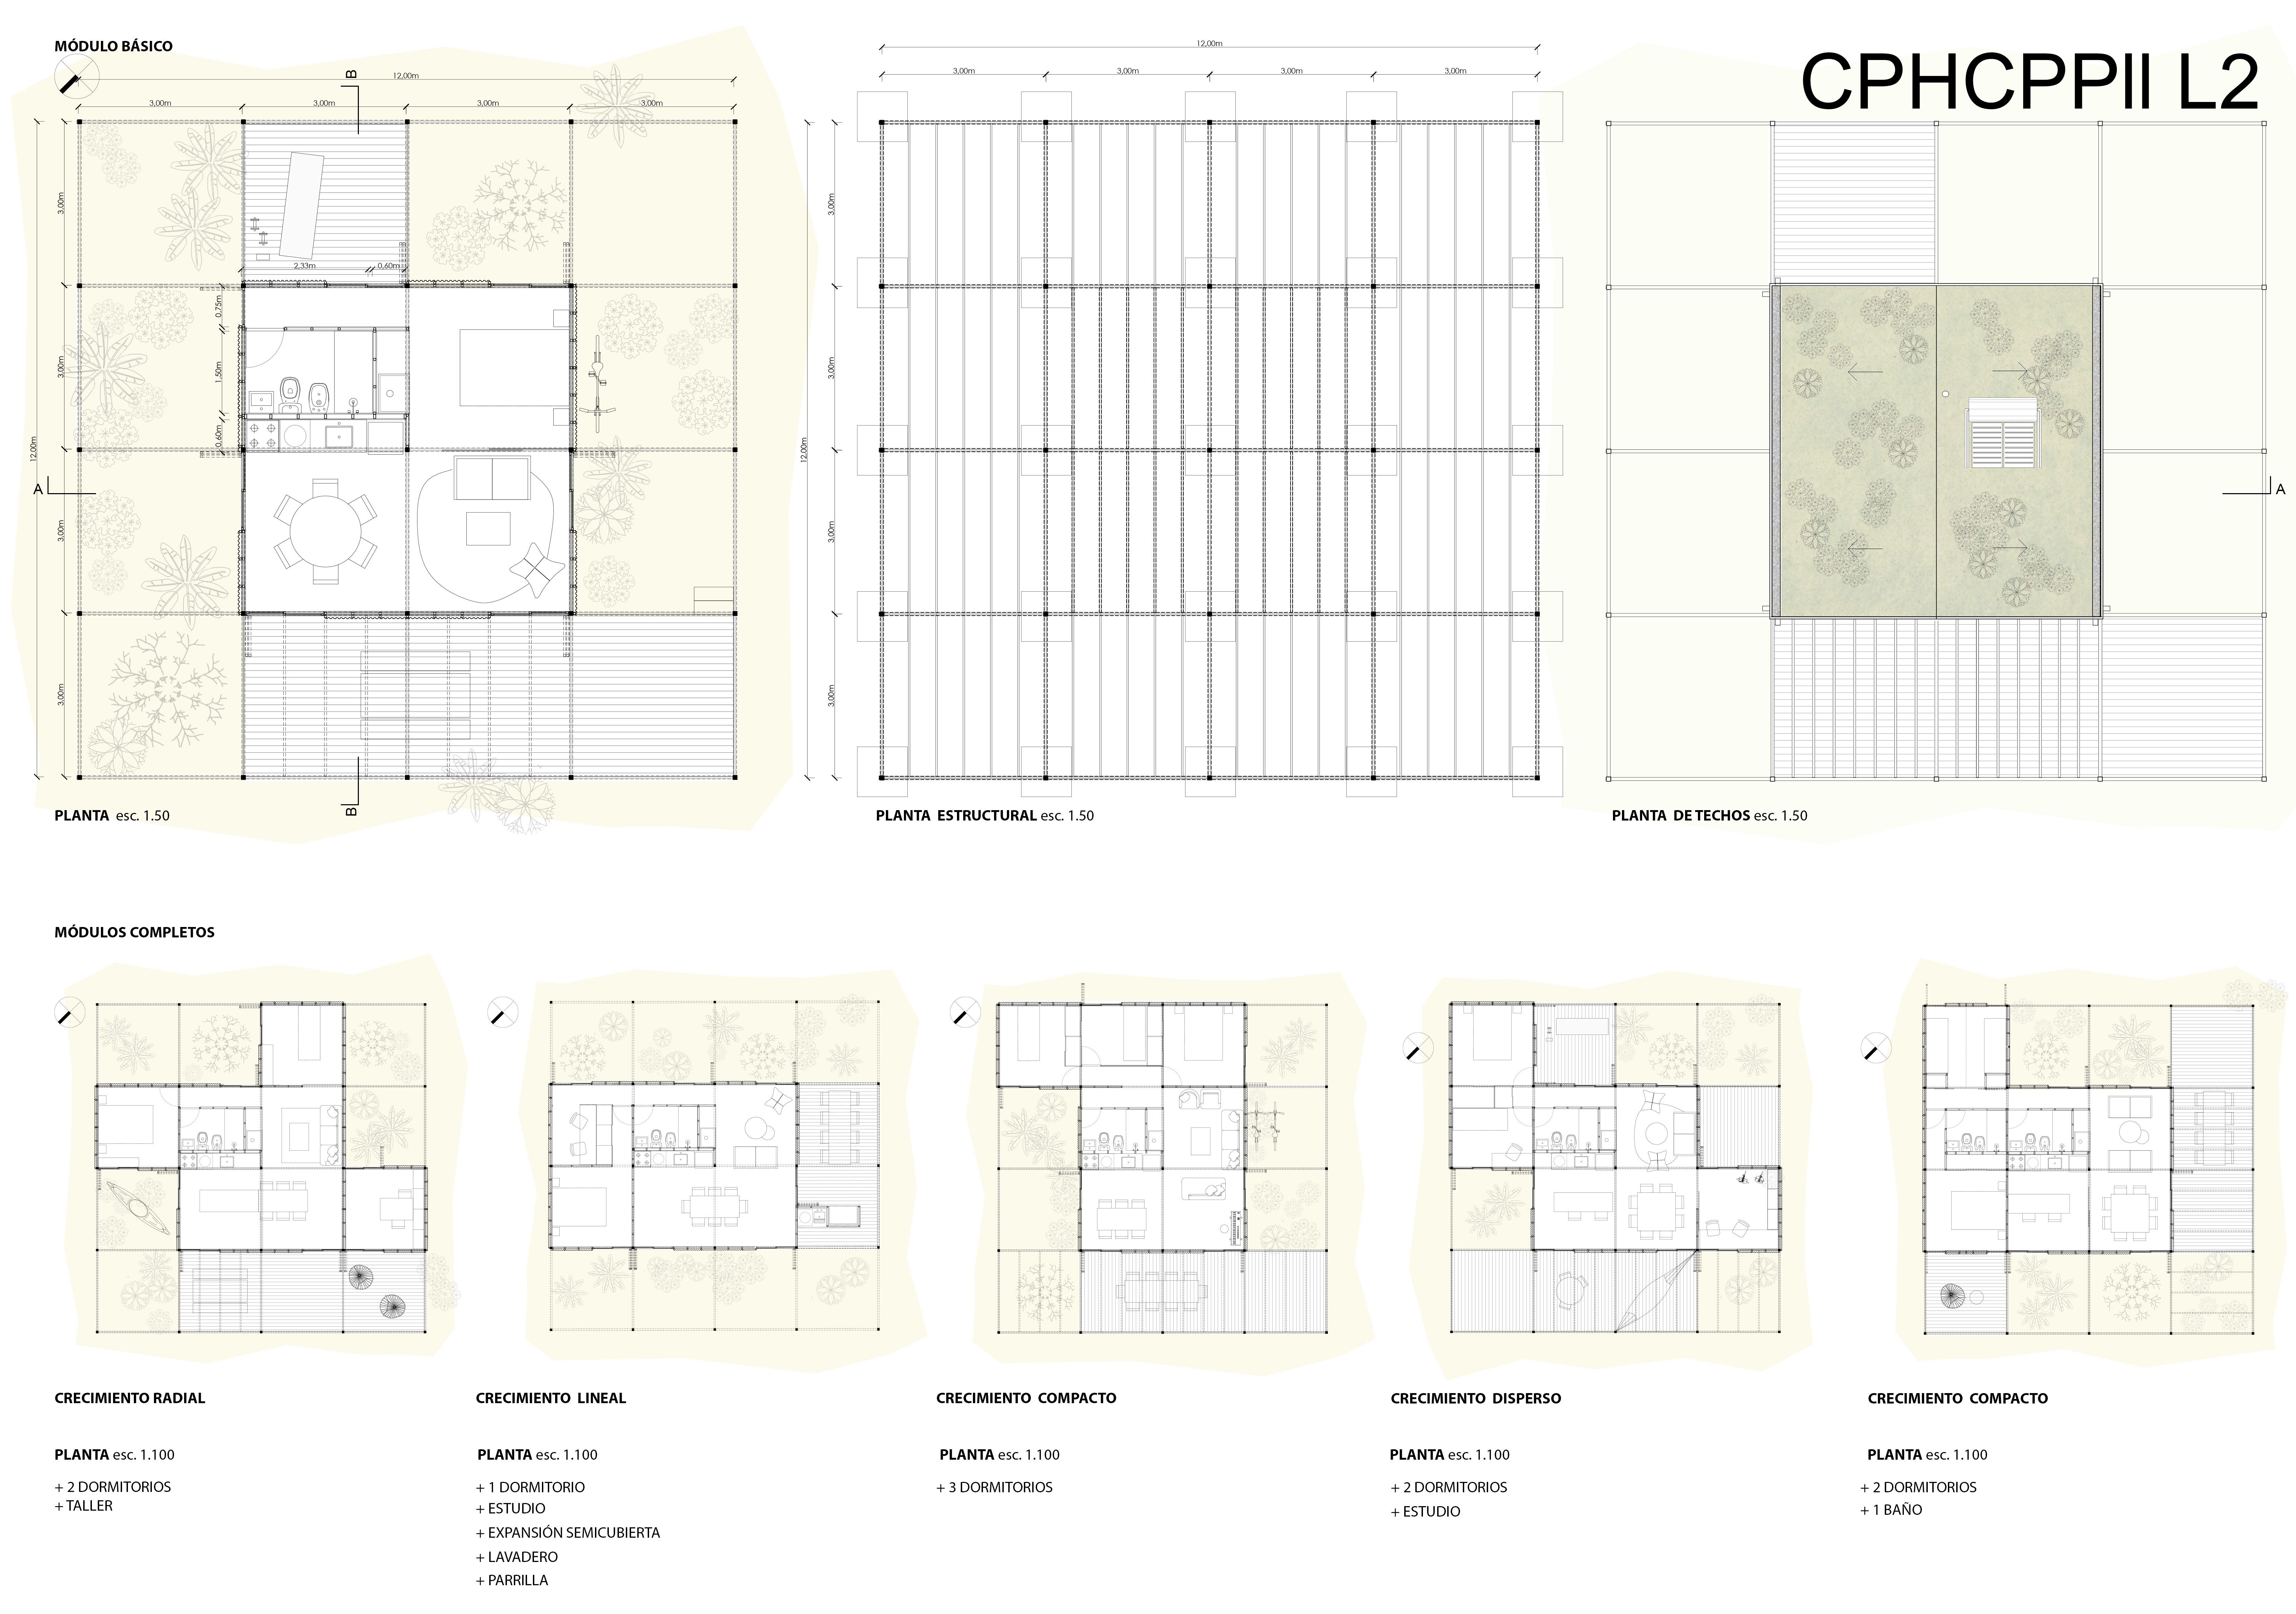 MÓDULO BÁSICO
CPHCPPII L2
B
12,00m
3,00m
3,00m
3,00m
3,00m
12,00m
3,00m
3,00m
3,00m
3,00m
2,33m
0,60m
0,75m
1,50m
0,60m
A
B
PLANTA esc. 1.50
12,00m
3,00m
3,00m
3,00m
3,00m
12,00m
3,00m
3,00m
3,00m
3,00m
PLANTA ESTRUCTURAL esc. 1.50
A
PLANTA DE TECHOS esc. 1.50
MÓDULOS COMPLETOS
CRECIMIENTO RADIAL
PLANTA esc. 1.100
+ 2 DORMITORIOS
+ TALLER
CRECIMIENTO LINEAL
PLANTA esc. 1.100
+ 1 DORMITORIO
+ ESTUDIO
+ EXPANSIÓN SEMICUBIERTA
+ LAVADERO
+ PARRILLA
CRECIMIENTO COMPACTO
PLANTA esc. 1.100
+ 3 DORMITORIOS
CRECIMIENTO DISPERSO
PLANTA esc. 1.100
+ 2 DORMITORIOS
+ ESTUDIO
CRECIMIENTO COMPACTO
PLANTA esc. 1.100
+ 2 DORMITORIOS
+ 1 BAÑO